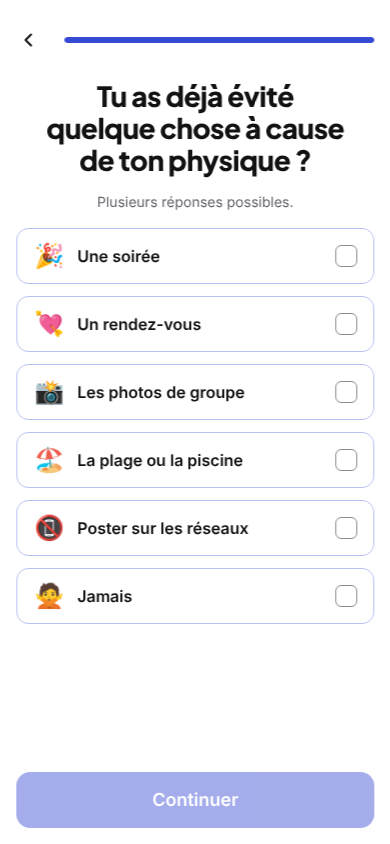 Tu as déjà évité
quelque chose à cause
de ton physique ?
Plusieurs réponses possibles.
Une soirée
Un rendez-vous
Les photos de groupe
La plage ou la piscine
Poster sur les réseaux
Jamais
Continuer